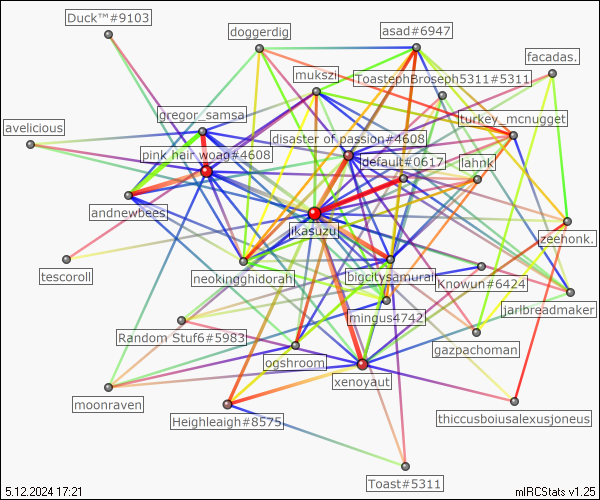 Duck™#9103
doggerdig
asad#6947
facadas.
mukszi
ToastephBroseph5311#5311
gregor_samsa
turkey_mcnugget
avelicious
disaster of passion#4608
pink hair woag#4608
default#0617
lahnk
andnewbees
ikasuzu
zeehonk.
tescoroll
neokingghidorah
bigcitysamurai
Knowun#6424
jarlbreadmaker
mingus4742
Random Stuf6#5983
gazpachoman
ogshroom
xenoyaut
moonraven
Heighleaigh#8575
thiccusboiusalexusjoneus
Toast#5311
5.12.2024 17:21
mIRCStats v1.25